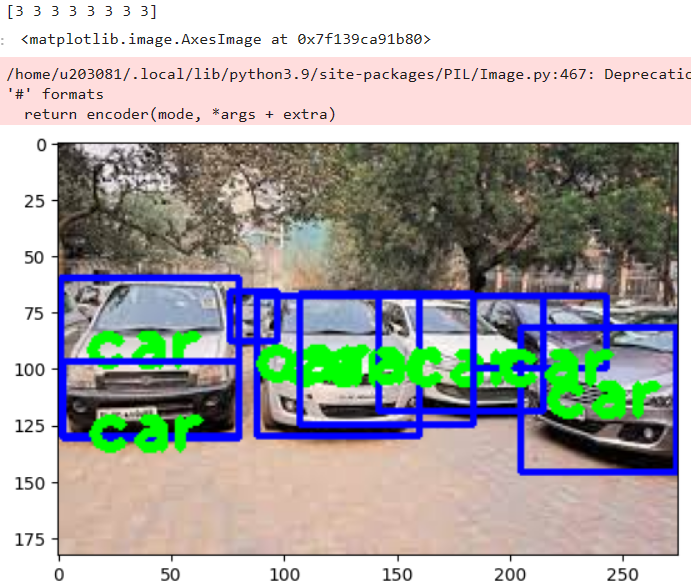 [3 3 3 3 3 3 3 3]
: <matplotlib.image.AxesImage at 0x7f139ca91b80>
/home/u203081/.local/lib/python3.9/site-packages/PIL/Image.py:467: Deprecatio
'#' formats
return encoder(mode, *args + extra)
0
25
50
75
100
125
150
175
car
car
car
car
car
0 50 100 150 200 250